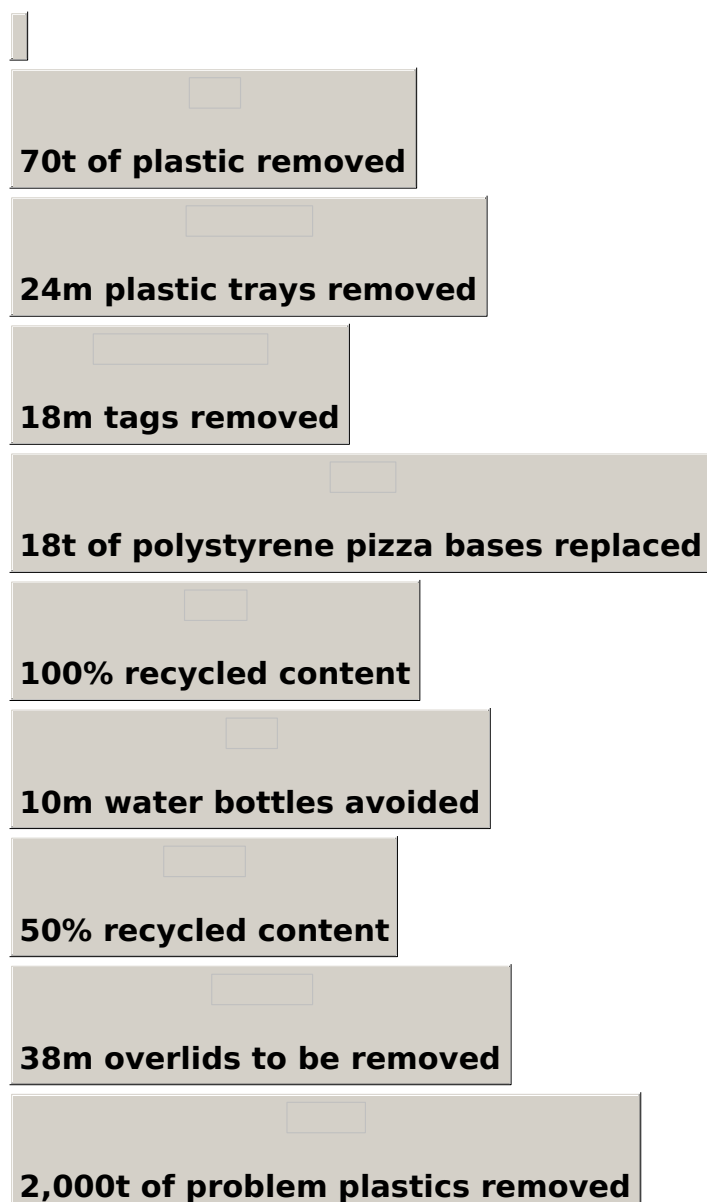 70t of plastic removed
24m plastic trays removed
18m tags removed
18t of polystyrene pizza bases replaced
100% recycled content
10m water bottles avoided
50% recycled content
38m overlids to be removed
2,000t of problem plastics removed